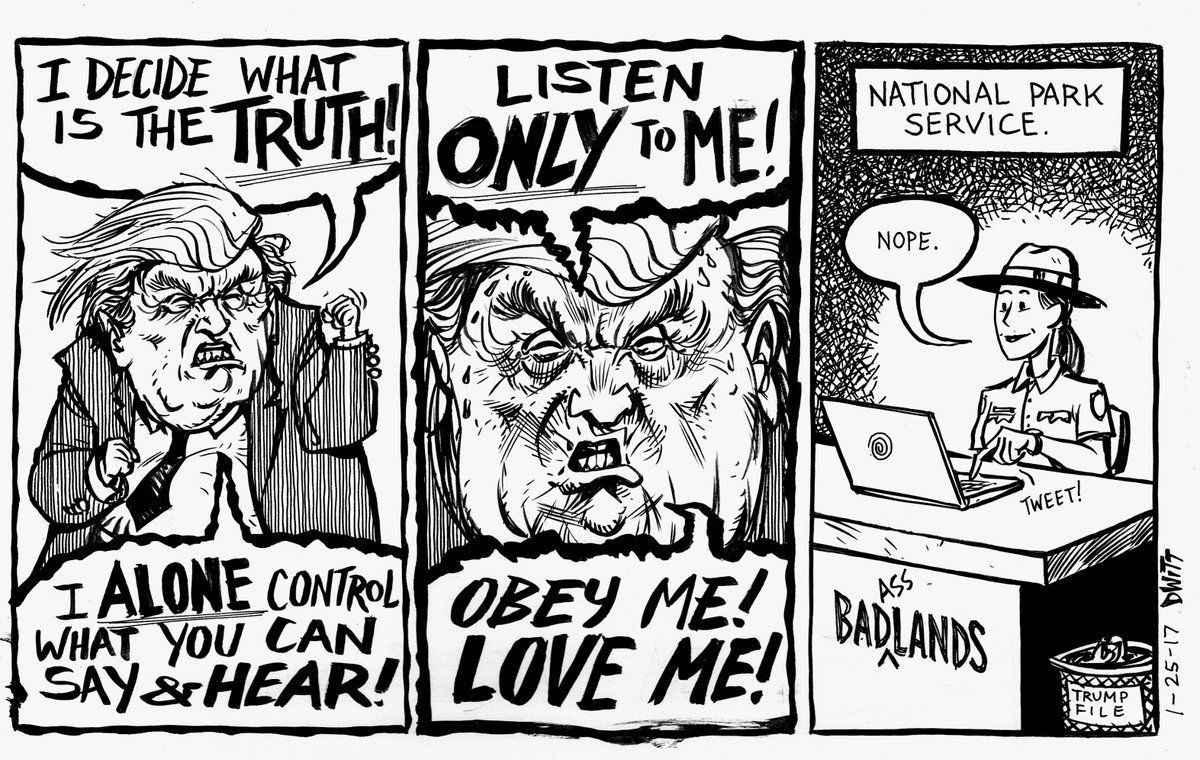 I DECIDE WHAT
IS THE TRUTH!
I ALONE CONTROL
WHAT YOU CAN
SAY & HEAR!
LISTEN
ONLY TO ME!
OBEY ME!
LOVE ME!
NATIONAL PARK
SERVICE.
NOPE.
TWEET!
ASS
BADLANDS
TRUMP
FILE
1-25-17 DWITT